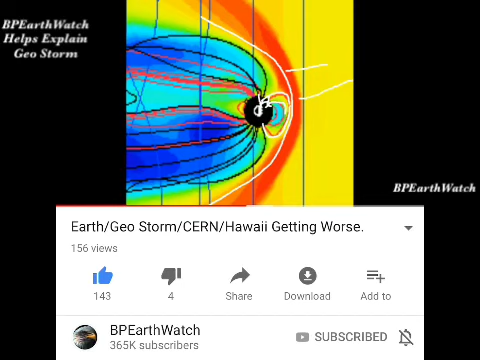 BPEarthWatch
Helps Explain
Geo Storm
BPEarthWatch
Earth/Geo Storm/CERN/Hawaii Getting Worse.
156 views
143
4
Share
Download
Add to
BPEarthWatch
365K subscribers
SUBSCRIBED